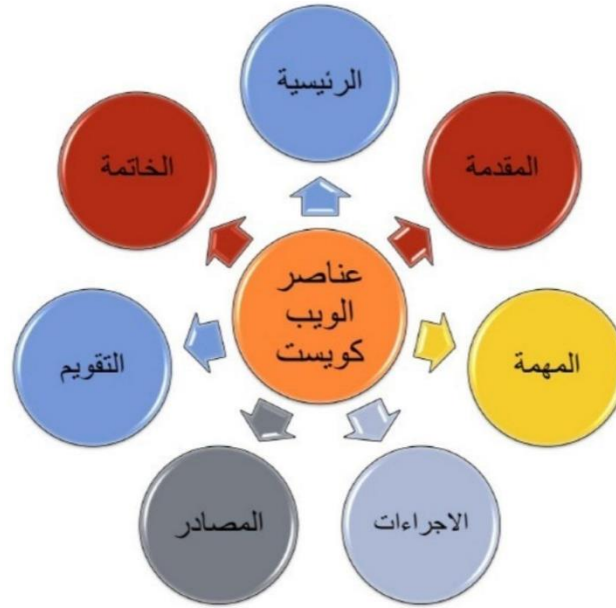 عناصر
الويب
كويست
الرئيسية
المقدمة
المهمة
الاجراءات
المصادر
التقويم
الخاتمة